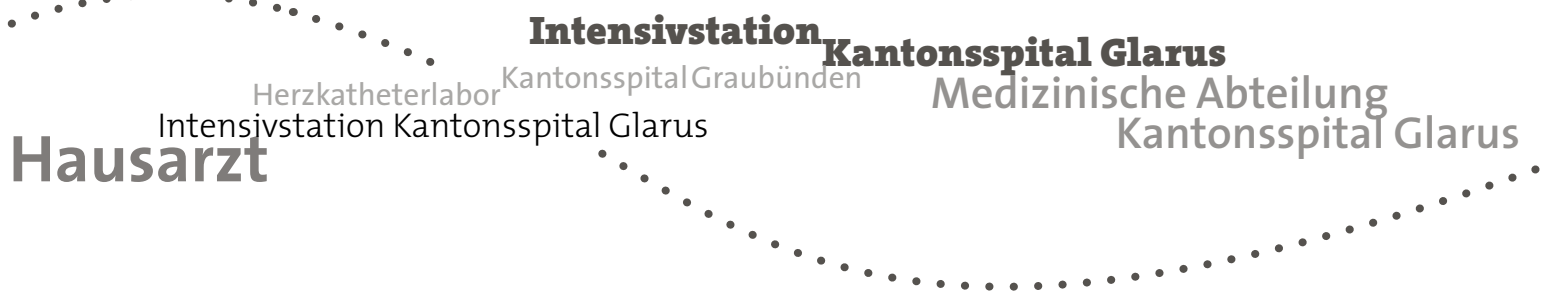 Hausarzt
Intensivstation Kantonsspital Glarus
Herzkatheterlabor
Kantonsspital Graubünden
Intensivstation
Kantonsspital Glarus
Medizinische Abteilung
Kantonsspital Glarus